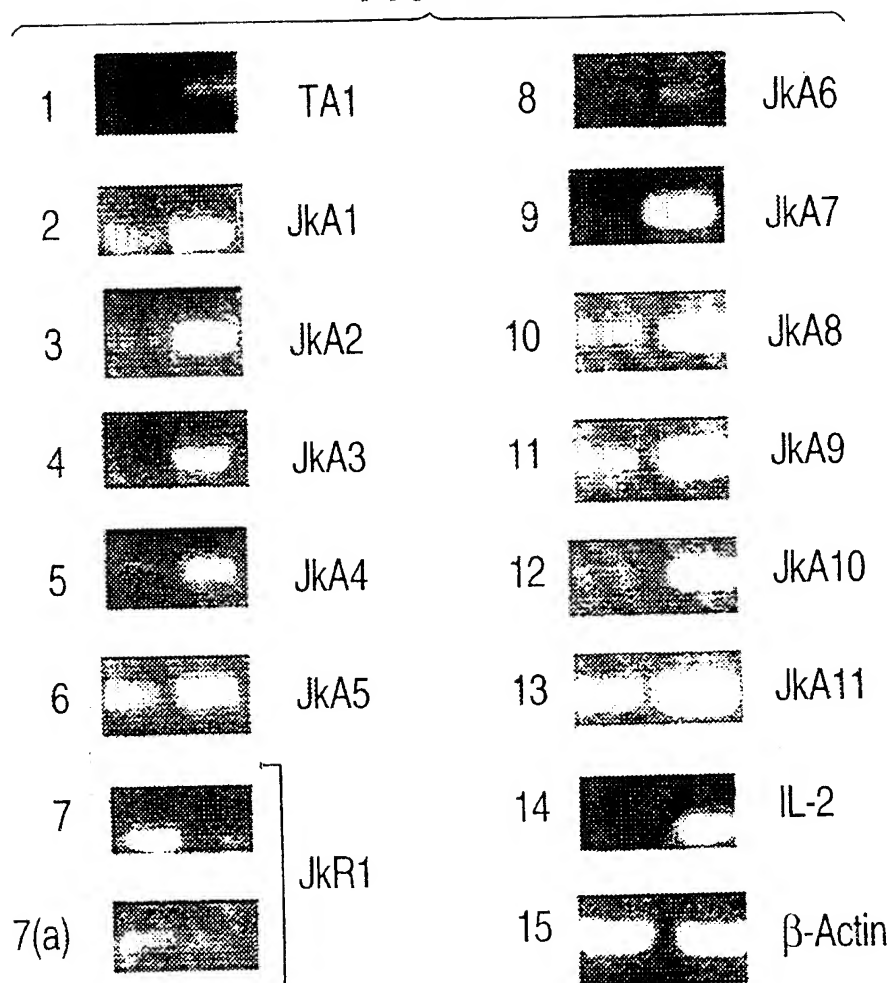 1 TA1
2 JkA1
3 JkA2
4 JkA3
5 JkA4
6 JkA5
7
JkR1
7(a)
8 JkA6
9 JkA7
10 JkA8
11 JkA9
12 JkA10
13 JkA11
14 IL-2
15 β-Actin